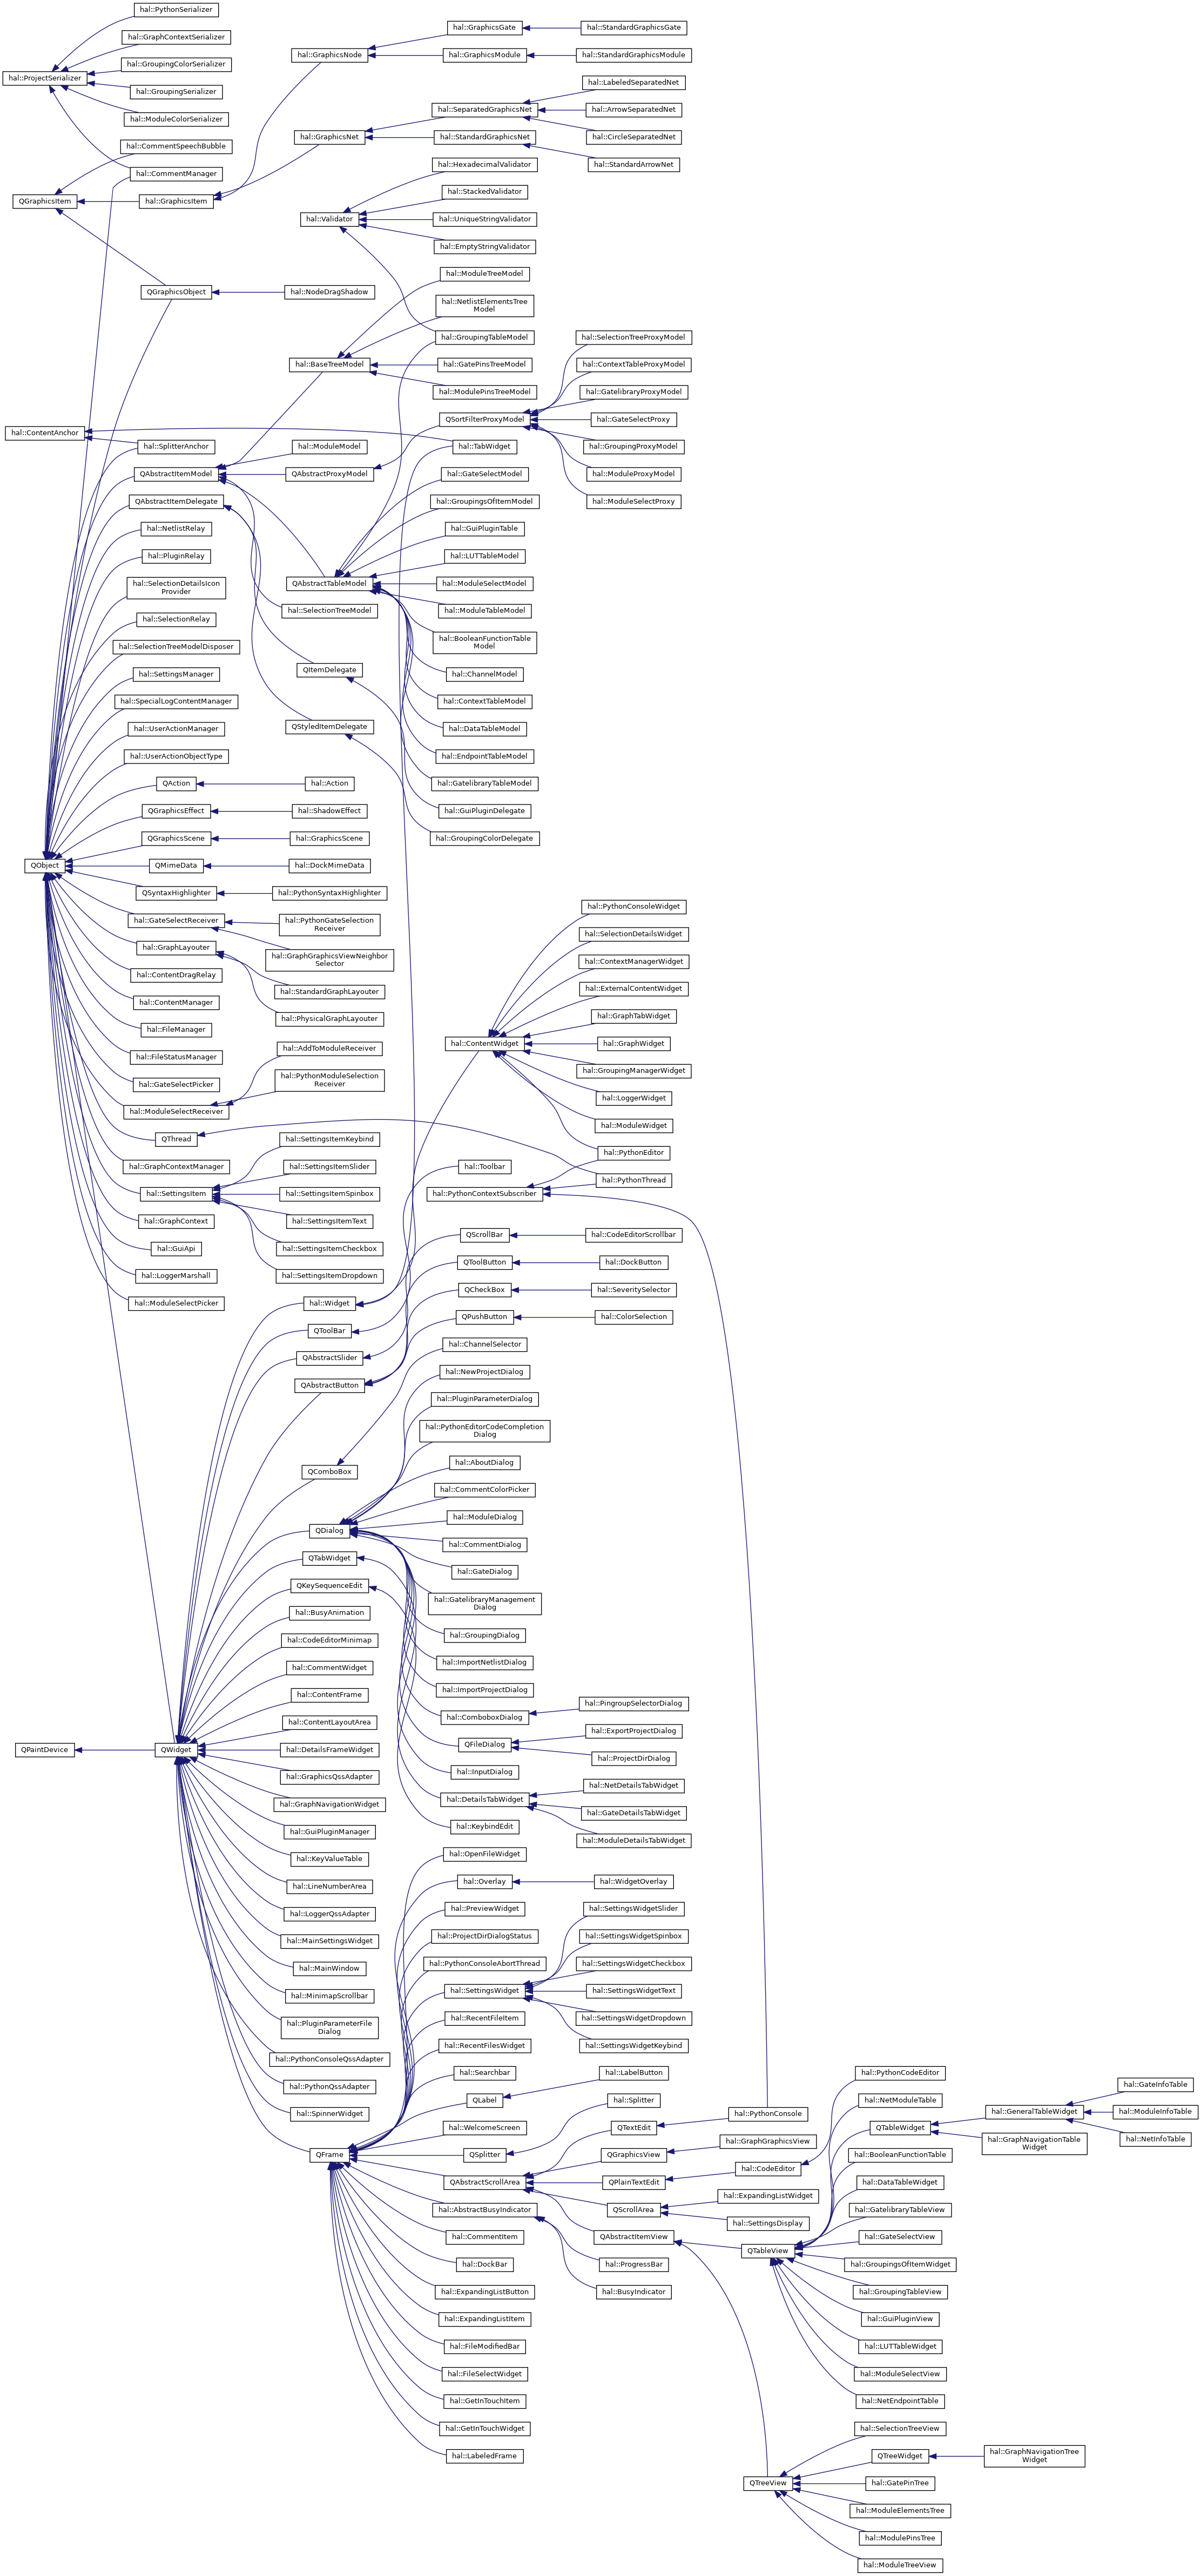 hal::PythonSerializer
hal::GraphContextSerializer
hal::GroupingColorSerializer
hal::ProjectSerializer
hal::GroupingSerializer
hal::ModuleColorSerializer
hal::CommentSpeechBubble
hal::CommentManager
QGraphicsItem
hal::GraphicsItem
QGraphicsObject
hal::NodeDragShadow
hal::GraphicsNode
hal::GraphicsGate
hal::StandardGraphicsGate
hal::GraphicsModule
hal::StandardGraphicsModule
hal::GraphicsNet
hal::SeparatedGraphicsNet
hal::LabeledSeparatedNet
hal::ArrowSeparatedNet
hal::CircleSeparatedNet
hal::StandardGraphicsNet
hal::StandardArrowNet
hal::Validator
hal::HexadecimalValidator
hal::StackedValidator
hal::UniqueStringValidator
hal::EmptyStringValidator
hal::BaseTreeModel
hal::ModuleTreeModel
hal::NetlistElementsTree
Model
hal::GroupingTableModel
hal::GatePinsTreeModel
hal::ModulePinsTreeModel
QSortFilterProxyModel
hal::SelectionTreeProxyModel
hal::ContextTableProxyModel
hal::GatelibraryProxyModel
hal::GateSelectProxy
hal::GroupingProxyModel
hal::ModuleProxyModel
hal::ModuleSelectProxy
hal::ContentAnchor
hal::SplitterAnchor
hal::TabWidget
QAbstractItemModel
hal::ModuleModel
QAbstractProxyModel
QAbstractItemDelegate
hal::NetlistRelay
hal::PluginRelay
hal::SelectionDetailsIcon
Provider
hal::SelectionRelay
hal::SelectionTreeModelDisposer
hal::SettingsManager
hal::SpecialLogContentManager
hal::UserActionManager
hal::UserActionObjectType
QAbstractTableModel
hal::SelectionTreeModel
QItemDelegate
QStyledItemDelegate
hal::GateSelectModel
hal::GroupingsOfItemModel
hal::GuiPluginTable
hal::LUTTableModel
hal::ModuleSelectModel
hal::ModuleTableModel
hal::BooleanFunctionTable
Model
hal::ChannelModel
hal::ContextTableModel
hal::DataTableModel
hal::EndpointTableModel
hal::GatelibraryTableModel
hal::GuiPluginDelegate
hal::GroupingColorDelegate
QAction
hal::Action
QGraphicsEffect
hal::ShadowEffect
QGraphicsScene
hal::GraphicsScene
QObject
QMimeData
hal::DockMimeData
QSyntaxHighlighter
hal::PythonSyntaxHighlighter
hal::GateSelectReceiver
hal::PythonGateSelection
Receiver
hal::GraphGraphicsViewNeighbor
Selector
hal::GraphLayouter
hal::StandardGraphLayouter
hal::PhysicalGraphLayouter
hal::ContentDragRelay
hal::ContentManager
hal::FileManager
hal::FileStatusManager
hal::GateSelectPicker
hal::ModuleSelectReceiver
hal::AddToModuleReceiver
hal::PythonModuleSelection
Receiver
QThread
hal::GraphContextManager
hal::SettingsItem
hal::SettingsItemKeybind
hal::SettingsItemSlider
hal::SettingsItemSpinbox
hal::SettingsItemText
hal::SettingsItemCheckbox
hal::SettingsItemDropdown
hal::GraphContext
hal::GuiApi
hal::LoggerMarshall
hal::ModuleSelectPicker
hal::ContentWidget
hal::PythonConsoleWidget
hal::SelectionDetailsWidget
hal::ContextManagerWidget
hal::ExternalContentWidget
hal::GraphTabWidget
hal::GraphWidget
hal::GroupingManagerWidget
hal::LoggerWidget
hal::ModuleWidget
hal::PythonEditor
hal::PythonThread
hal::Toolbar
hal::PythonContextSubscriber
hal::Widget
QToolBar
QAbstractSlider
QAbstractButton
QScrollBar
hal::CodeEditorScrollbar
QToolButton
hal::DockButton
QCheckBox
hal::SeveritySelector
QPushButton
hal::ColorSelection
QComboBox
hal::ChannelSelector
QDialog
hal::NewProjectDialog
hal::PluginParameterDialog
hal::PythonEditorCodeCompletion
Dialog
hal::AboutDialog
hal::CommentColorPicker
hal::ModuleDialog
hal::CommentDialog
hal::GateDialog
hal::GatelibraryManagement
Dialog
hal::GroupingDialog
hal::ImportNetlistDialog
hal::ImportProjectDialog
hal::ComboboxDialog
hal::PingroupSelectorDialog
QFileDialog
hal::ExportProjectDialog
hal::ProjectDirDialog
hal::InputDialog
QTabWidget
hal::DetailsTabWidget
hal::NetDetailsTabWidget
hal::GateDetailsTabWidget
hal::ModuleDetailsTabWidget
QKeySequenceEdit
hal::KeybindEdit
hal::BusyAnimation
hal::CodeEditorMinimap
hal::CommentWidget
hal::ContentFrame
hal::ContentLayoutArea
QPaintDevice
QWidget
hal::DetailsFrameWidget
hal::GraphicsQssAdapter
hal::GraphNavigationWidget
hal::GuiPluginManager
hal::KeyValueTable
hal::LineNumberArea
hal::LoggerQssAdapter
hal::MainSettingsWidget
hal::MainWindow
hal::MinimapScrollbar
hal::PluginParameterFile
Dialog
hal::PythonConsoleQssAdapter
hal::PythonQssAdapter
hal::SpinnerWidget
QFrame
hal::OpenFileWidget
hal::Overlay
hal::WidgetOverlay
hal::PreviewWidget
hal::ProjectDirDialogStatus
hal::PythonConsoleAbortThread
hal::SettingsWidget
hal::SettingsWidgetSlider
hal::SettingsWidgetSpinbox
hal::SettingsWidgetCheckbox
hal::SettingsWidgetText
hal::SettingsWidgetDropdown
hal::SettingsWidgetKeybind
hal::RecentFileItem
hal::RecentFilesWidget
hal::Searchbar
QLabel
hal::LabelButton
hal::WelcomeScreen
QSplitter
hal::Splitter
QAbstractScrollArea
QTextEdit
hal::PythonConsole
QGraphicsView
hal::GraphGraphicsView
QPlainTextEdit
hal::CodeEditor
hal::PythonCodeEditor
QScrollArea
hal::ExpandingListWidget
hal::SettingsDisplay
QAbstractItemView
hal::AbstractBusyIndicator
hal::ProgressBar
hal::BusyIndicator
hal::CommentItem
hal::DockBar
hal::ExpandingListButton
hal::ExpandingListItem
hal::FileModifiedBar
hal::FileSelectWidget
hal::GetInTouchItem
hal::GetInTouchWidget
hal::LabeledFrame
QTableView
hal::NetModuleTable
QTableWidget
hal::GeneralTableWidget
hal::GateInfoTable
hal::ModuleInfoTable
hal::NetInfoTable
hal::GraphNavigationTable
Widget
hal::BooleanFunctionTable
hal::DataTableWidget
hal::GatelibraryTableView
hal::GateSelectView
hal::GroupingsOfItemWidget
hal::GroupingTableView
hal::GuiPluginView
hal::LUTTableWidget
hal::ModuleSelectView
hal::NetEndpointTable
QTreeView
hal::SelectionTreeView
QTreeWidget
hal::GraphNavigationTree
Widget
hal::GatePinTree
hal::ModuleElementsTree
hal::ModulePinsTree
hal::ModuleTreeView